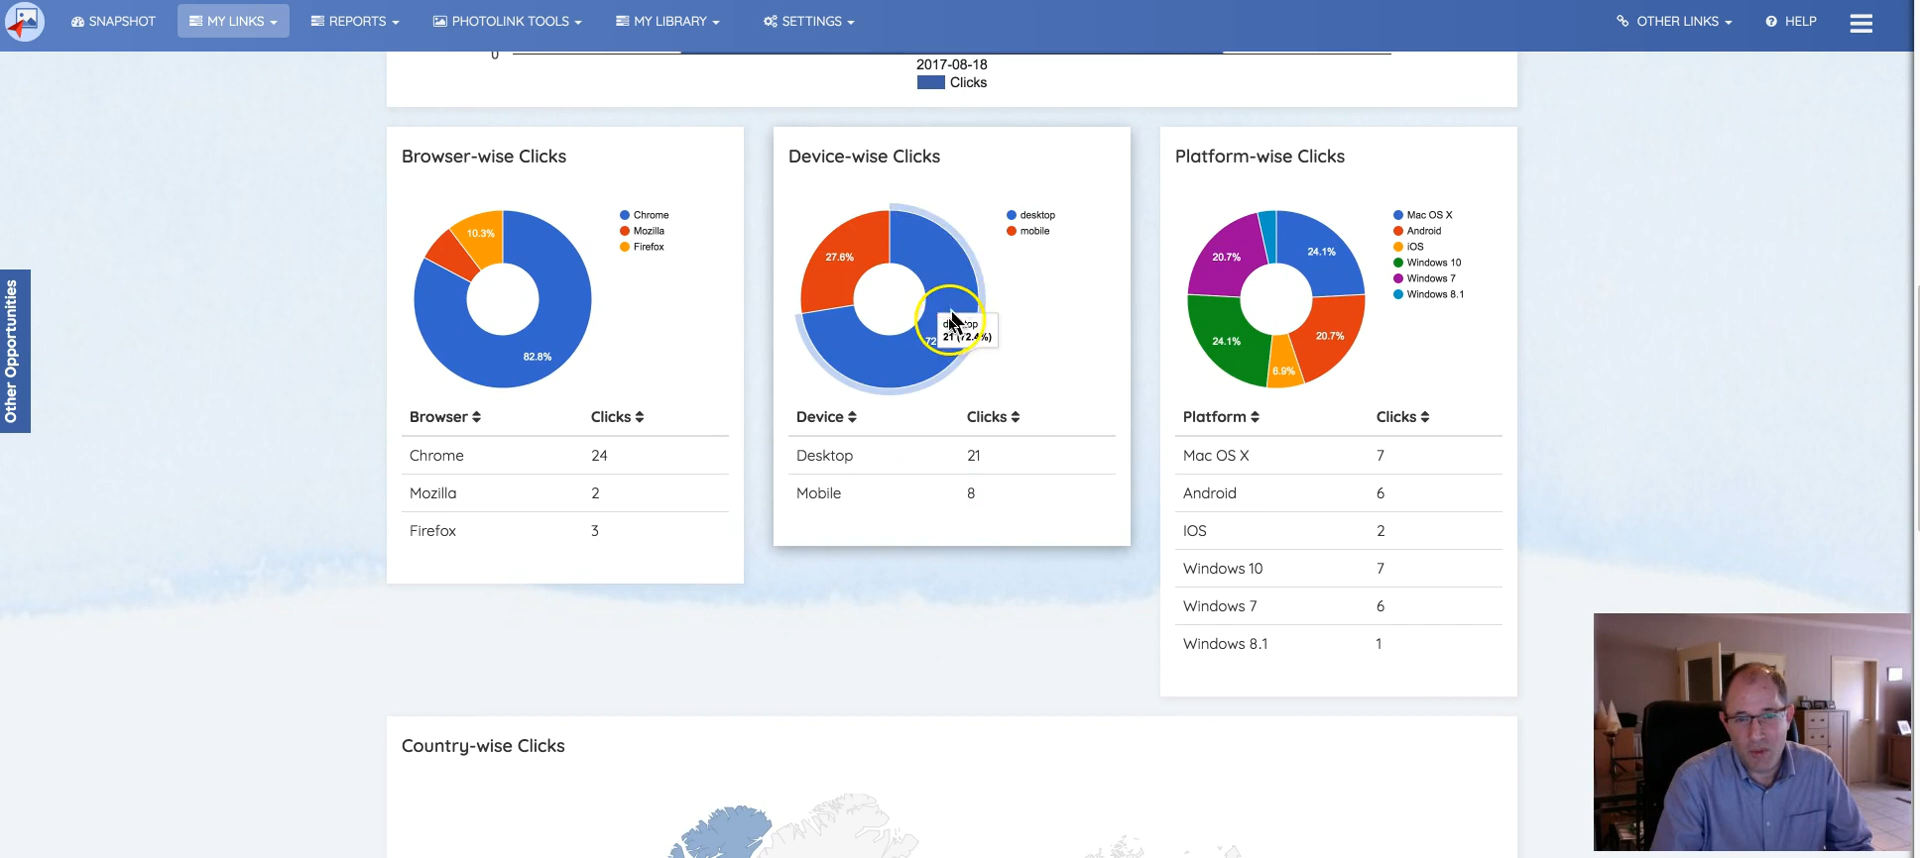 SNAPSHOT MY LINKS REPORTS PHOTOLINK TOOLS MY LIBRARY SETTINGS OTHER LINKS HELP
0
2017-08-18
Clicks
Other Opportunities
Browser-wise Clicks
Chrome
Mozilla
Firefox
10.3%
82.8%
Browser Clicks
Chrome 24
Mozilla 2
Firefox 3
Device-wise Clicks
desktop
mobile
27.6%
21 (72.4%)
Device Clicks
Desktop 21
Mobile 8
Platform-wise Clicks
Mac OS X
Android
iOS
Windows 10
Windows 7
Windows 8.1
20.7%
24.1%
24.1%
20.7%
6.9%
Platform Clicks
Mac OS X 7
Android 6
IOS 2
Windows 10 7
Windows 7 6
Windows 8.1 1
Country-wise Clicks